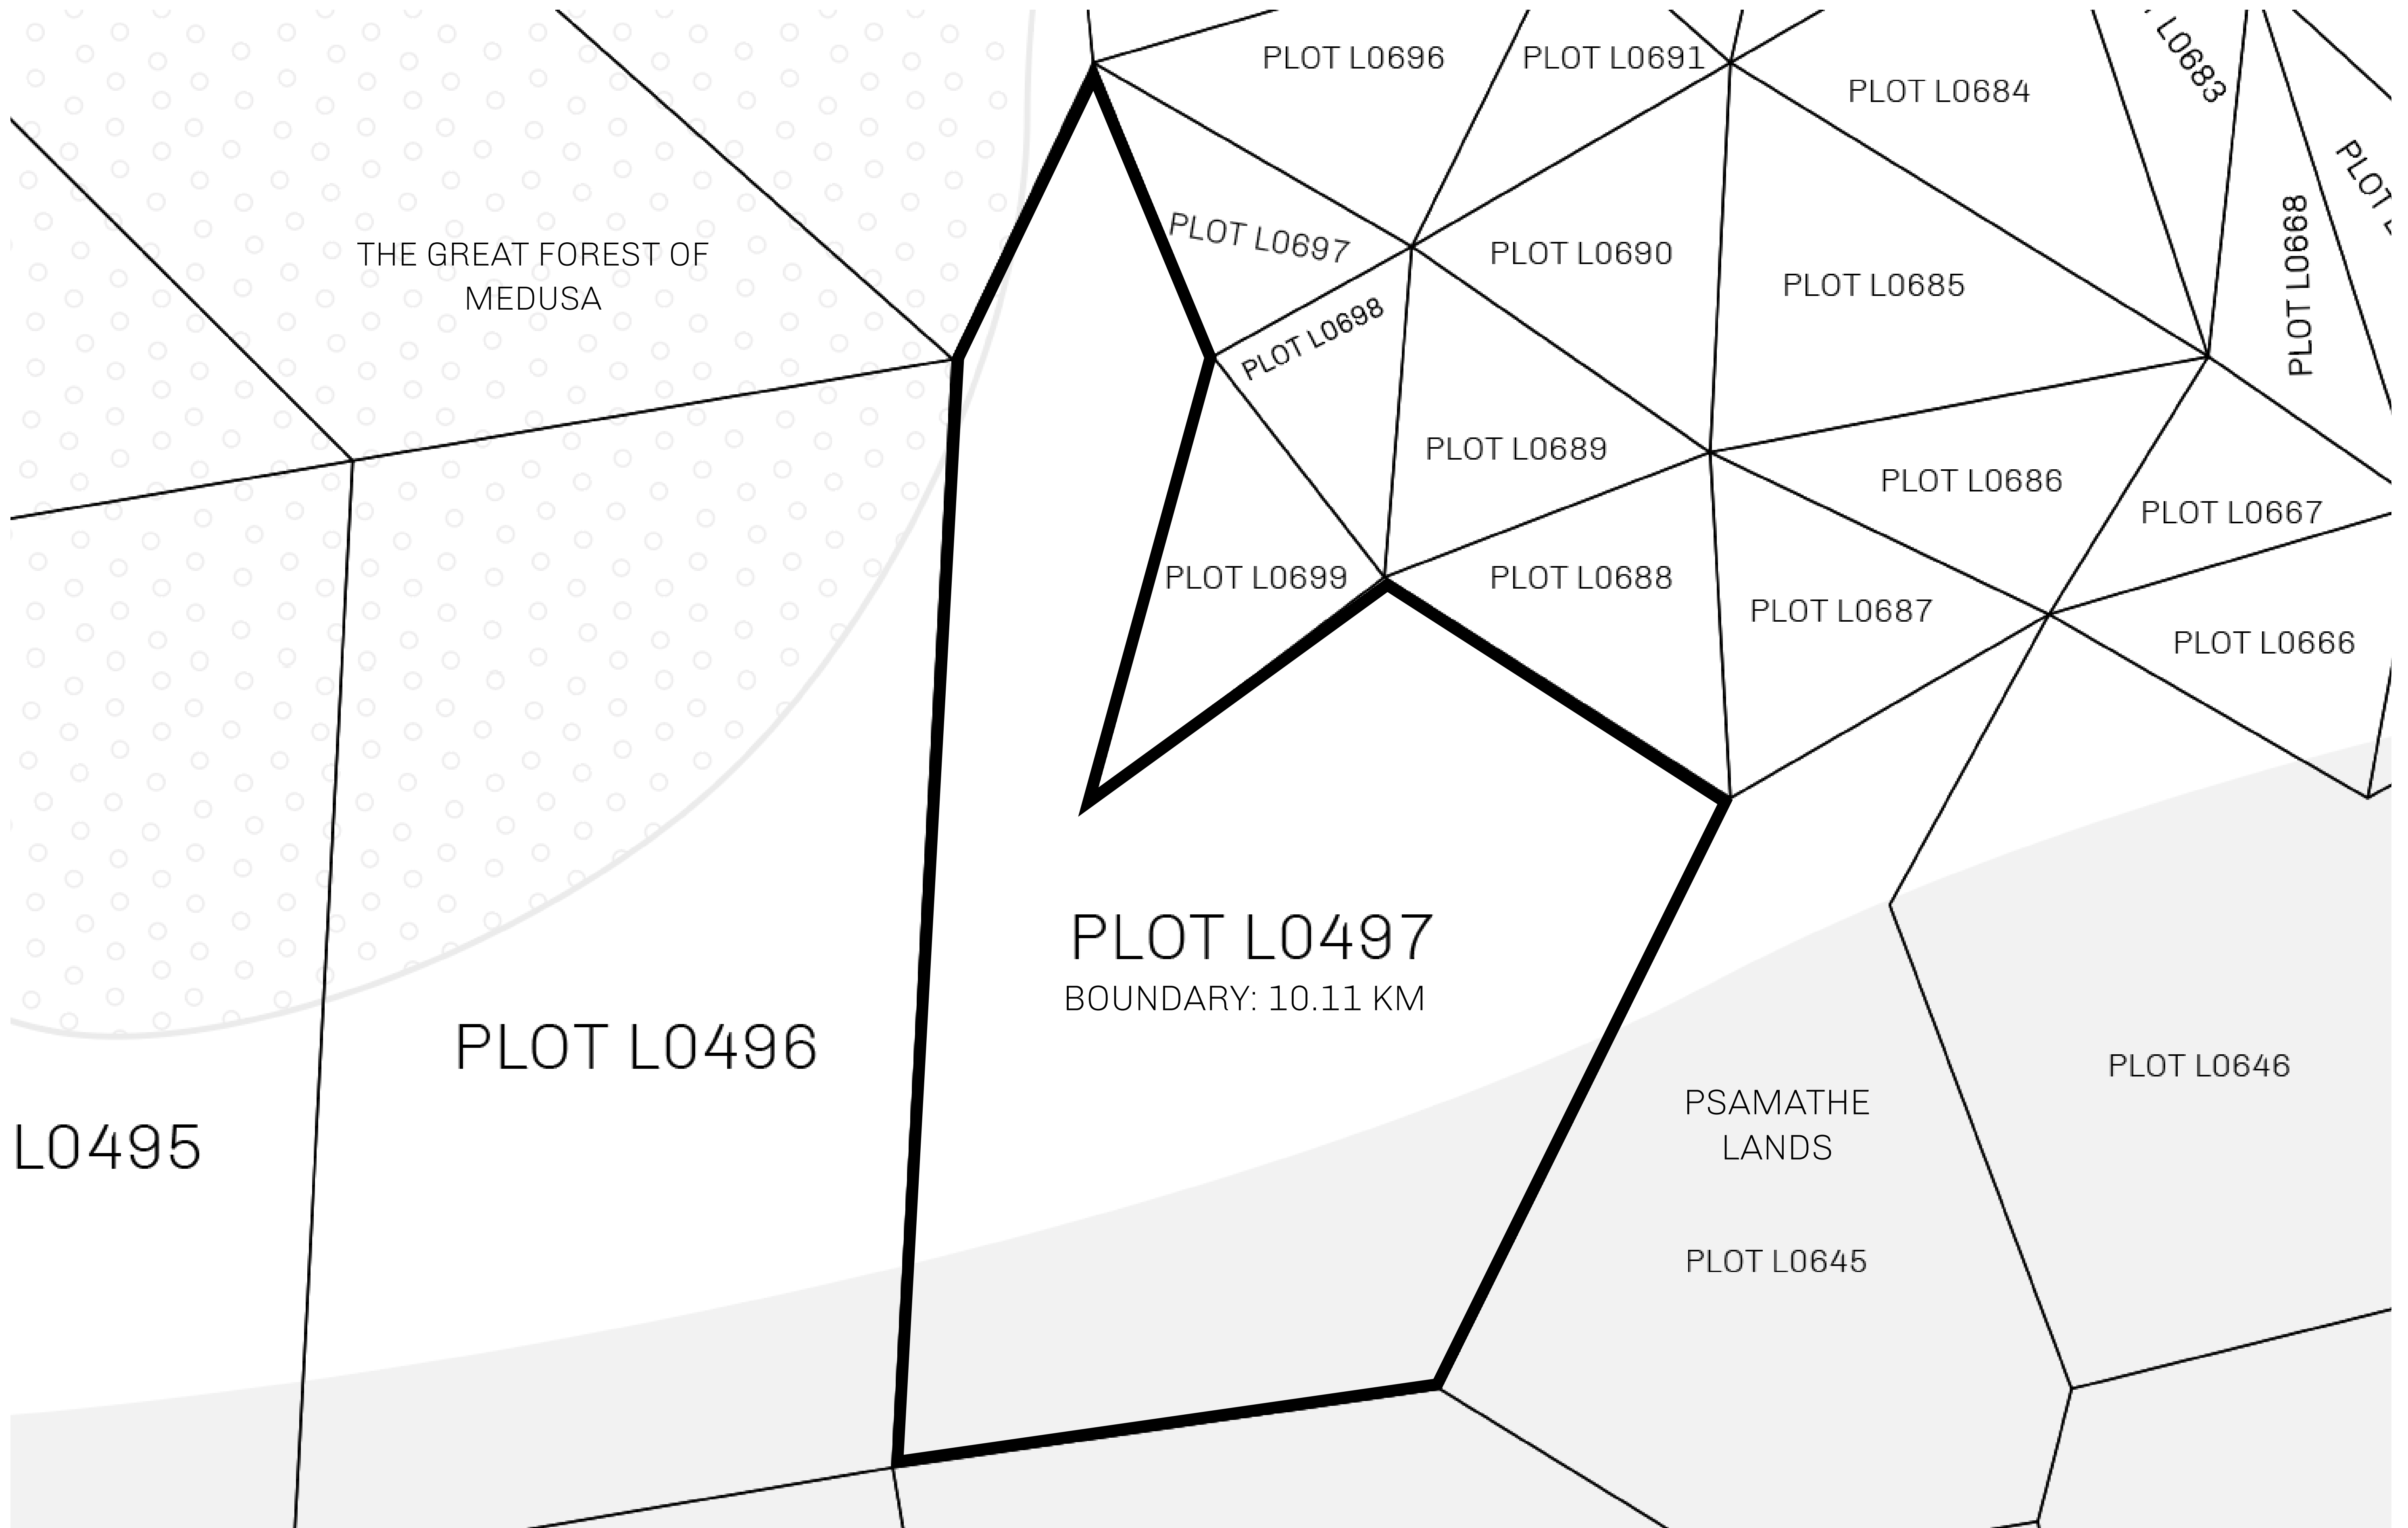 PLOT L0696
PLOT L0691
PLOT L0684
L0683
PLOT L0668
PLOT
THE GREAT FOREST OF
MEDUSA
PLOT L0697
PLOT L0690
PLOT L0685
PLOT L0698
PLOT L0689
PLOT L0686
PLOT L0667
PLOT L0699
PLOT L0688
PLOT L0687
PLOT L0666
PLOT L0497
BOUNDARY: 10.11 KM
PLOT L0496
L0495
PSAMATHE
LANDS
PLOT L0646
PLOT L0645